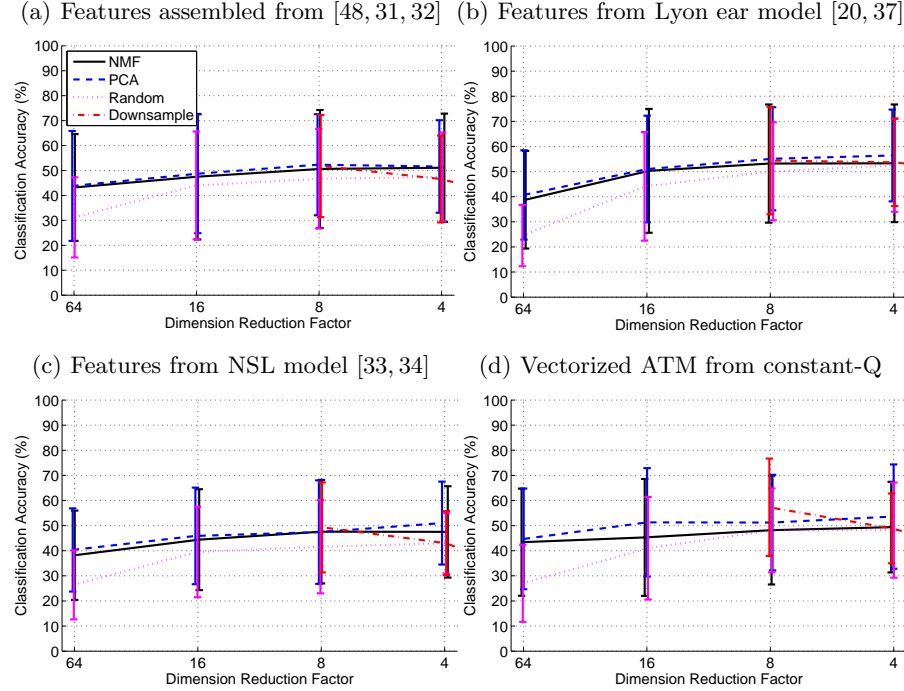 (a) Features assembled from [48, 31, 32]
(b) Features from Lyon ear model [20, 37]
100
90
80
70
60
50
40
30
20
10
0
Classification Accuracy (%)
NMF
PCA
Random
Downsample
64 16 8 4
Dimension Reduction Factor
100
90
80
70
60
50
40
30
20
10
0
Classification Accuracy (%)
64 16 8 4
Dimension Reduction Factor
(c) Features from NSL model [33, 34]
(d) Vectorized ATM from constant-Q
100
90
80
70
60
50
40
30
20
10
0
Classification Accuracy (%)
64 16 8 4
Dimension Reduction Factor
100
90
80
70
60
50
40
30
20
10
0
Classification Accuracy (%)
64 16 8 4
Dimension Reduction Factor